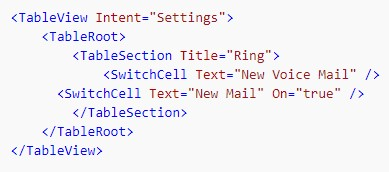 <TableView Intent="Settings">
    <TableRoot>
        <TableSection Title="Ring">
            <SwitchCell Text="New Voice Mail" />
      <SwitchCell Text="New Mail" On="true" />
        </TableSection>
    </TableRoot>
</TableView>